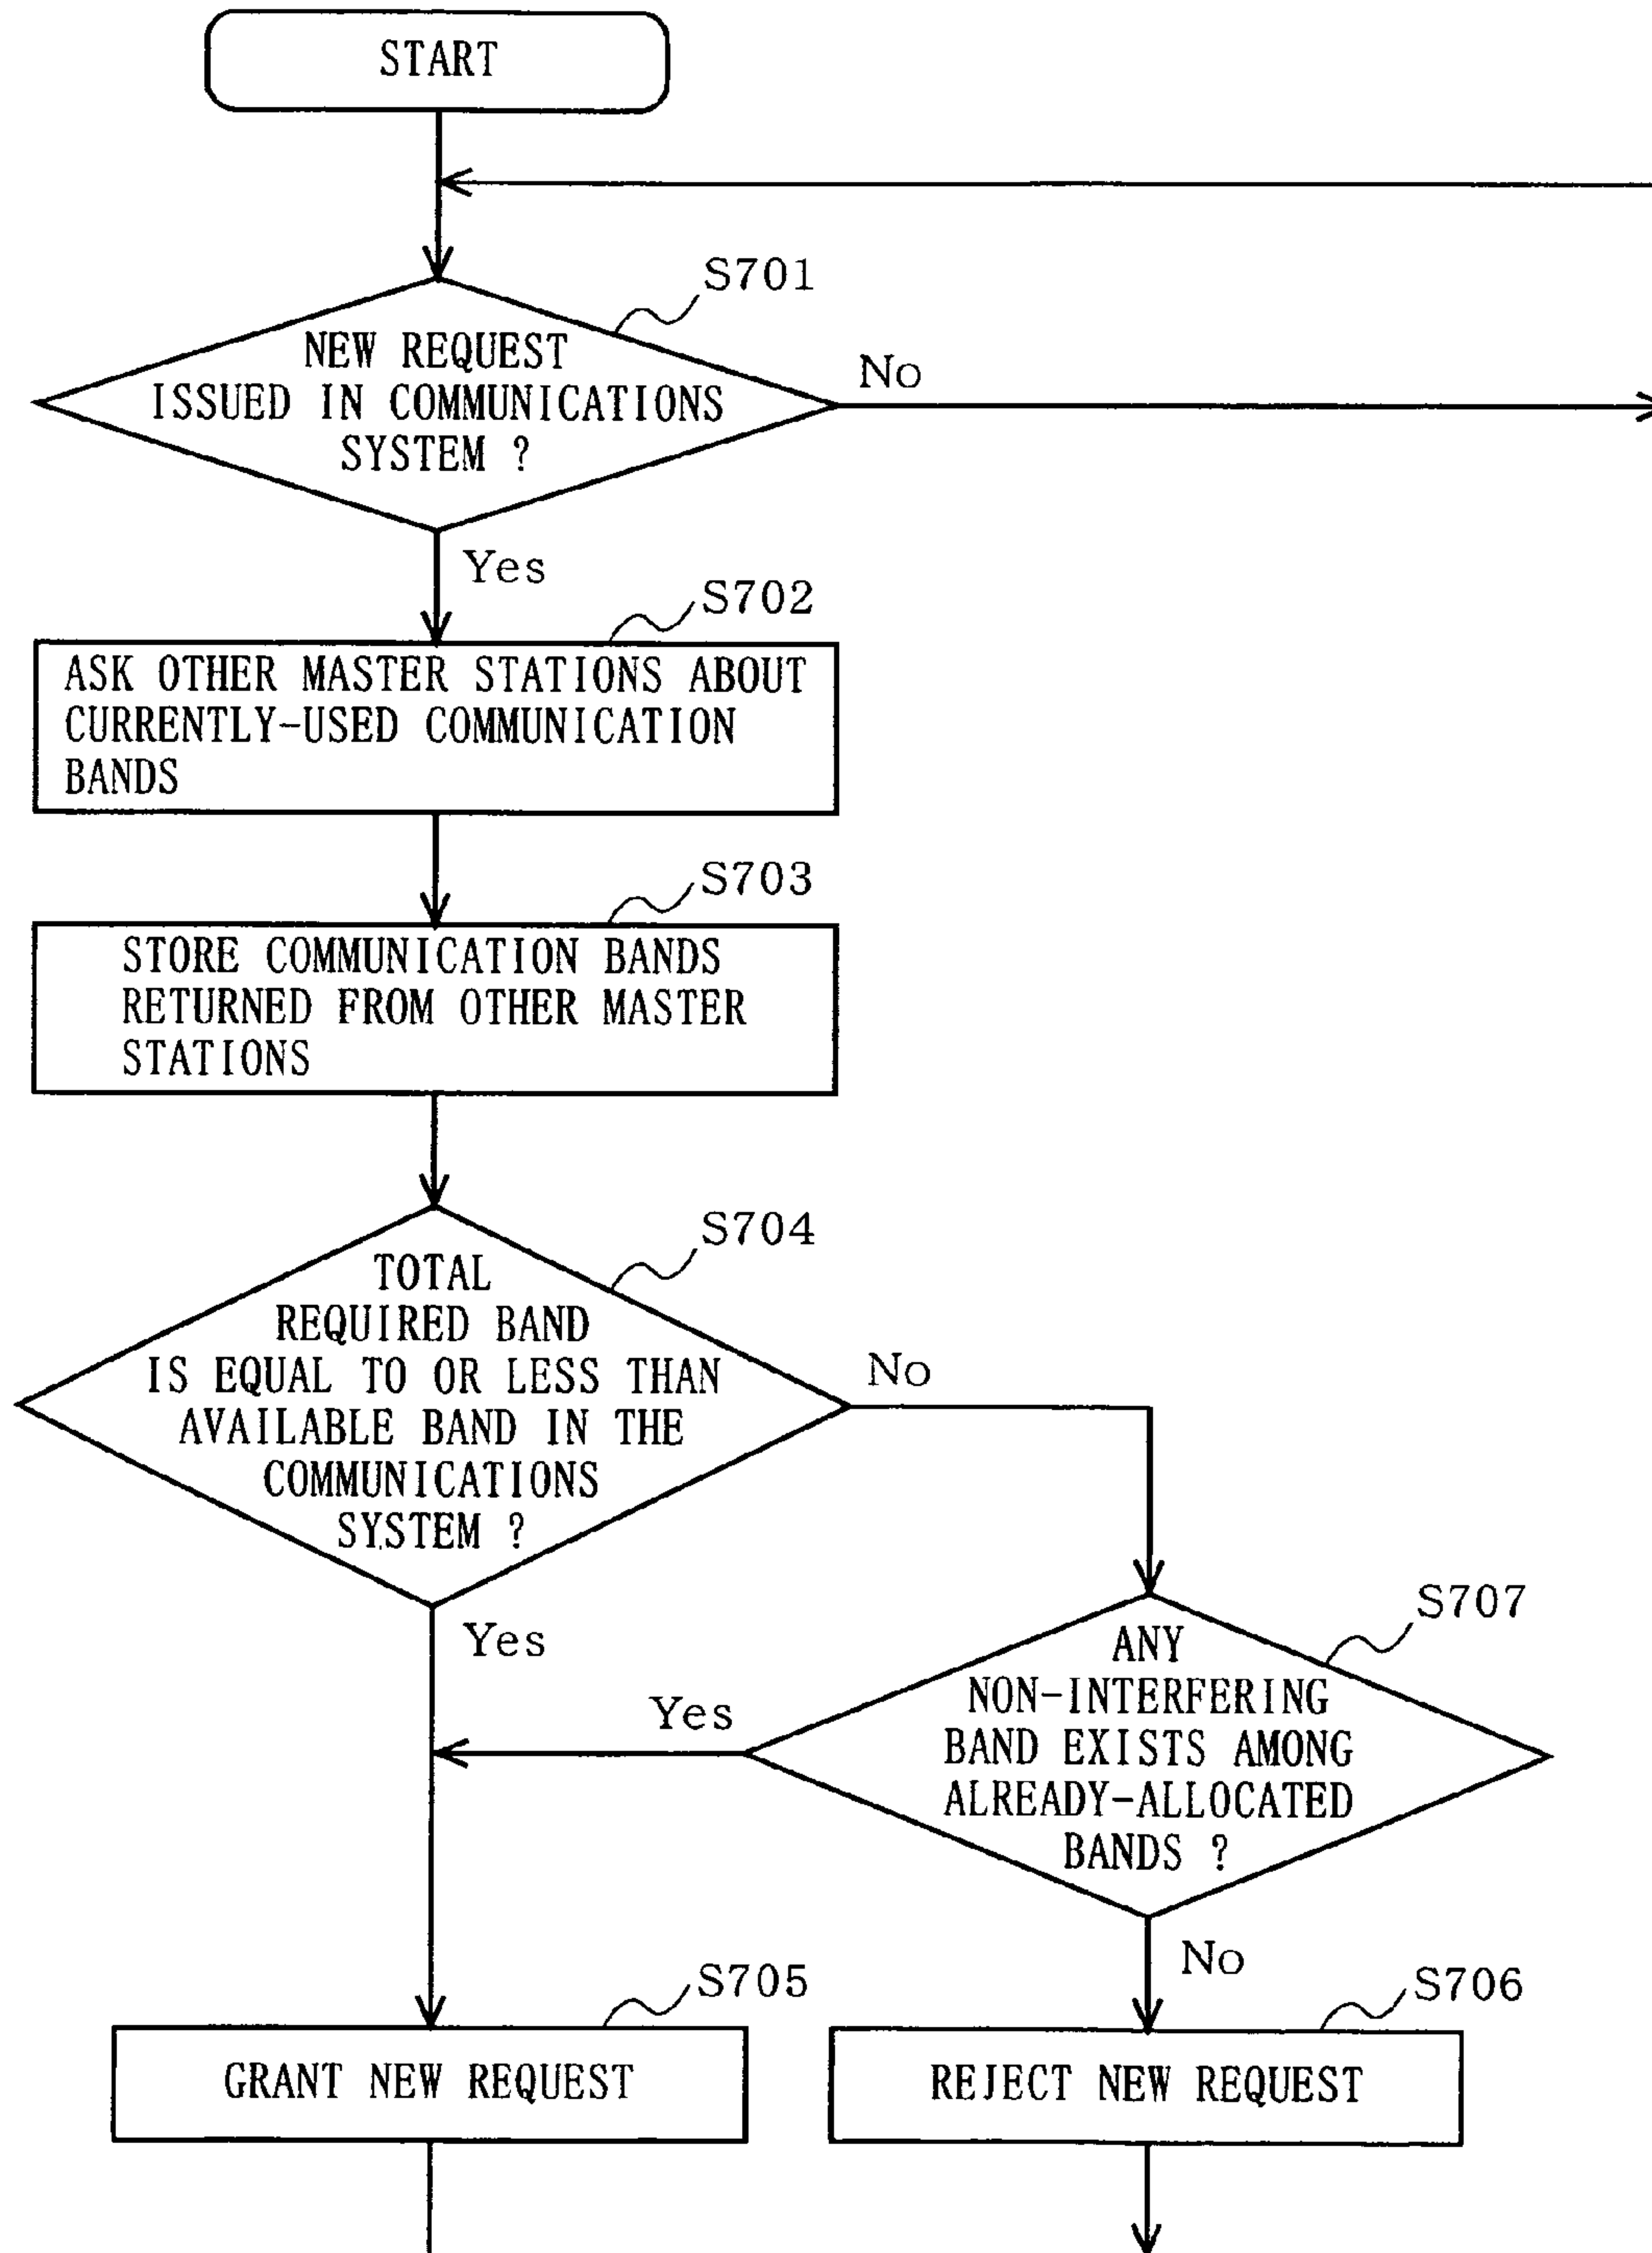 START
S701
NEW REQUEST
ISSUED IN COMMUNICATIONS
SYSTEM ?
No
Yes
S702
ASK OTHER MASTER STATIONS ABOUT
CURRENTLY-USED COMMUNICATION
BANDS
S703
STORE COMMUNICATION BANDS
RETURNED FROM OTHER MASTER
STATIONS
S704
TOTAL
REQUIRED BAND
IS EQUAL TO OR LESS THAN
AVAILABLE BAND IN THE
COMMUNICATIONS
SYSTEM ?
No
Yes
S707
ANY
NON-INTERFERING
BAND EXISTS AMONG
ALREADY-ALLOCATED
BANDS ?
Yes
No
S705
GRANT NEW REQUEST
S706
REJECT NEW REQUEST